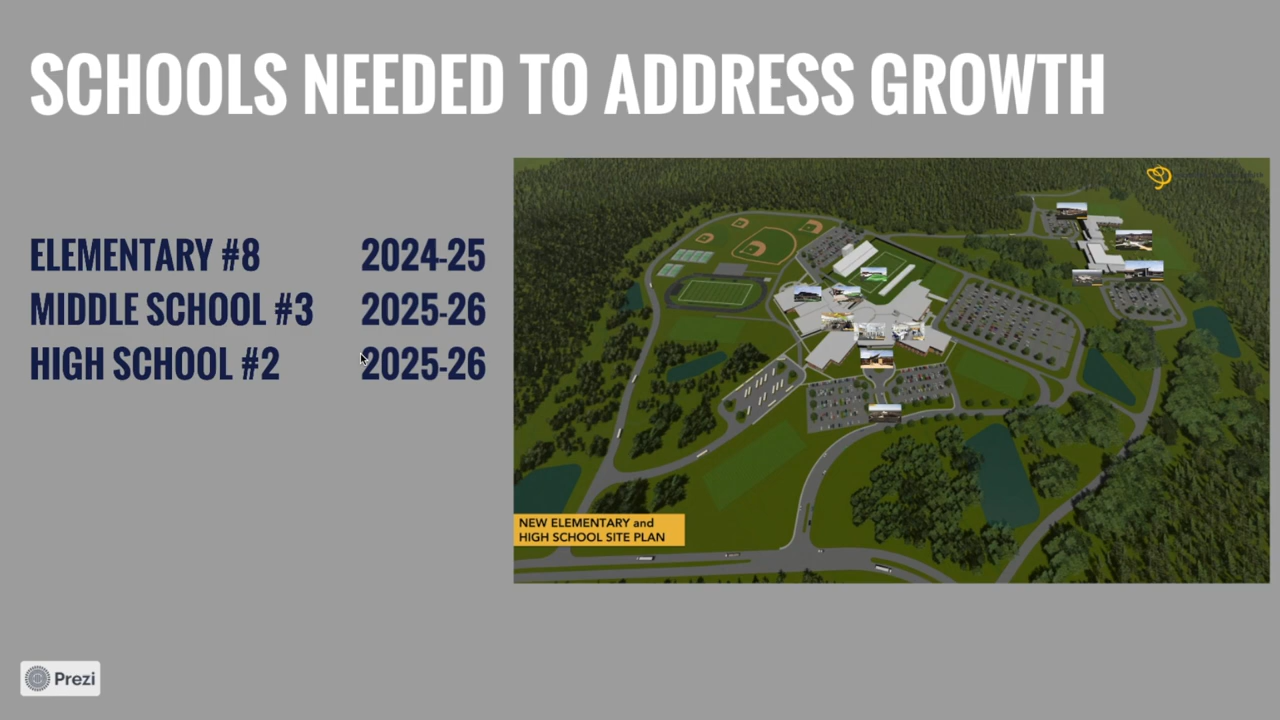 SCHOOLS NEEDED TO ADDRESS GROWTH
ELEMENTARY #8 2024-25
MIDDLE SCHOOL #3 2025-26
HIGH SCHOOL #2 2025-26
NEW ELEMENTARY and
HIGH SCHOOL SITE PLAN
Prezi